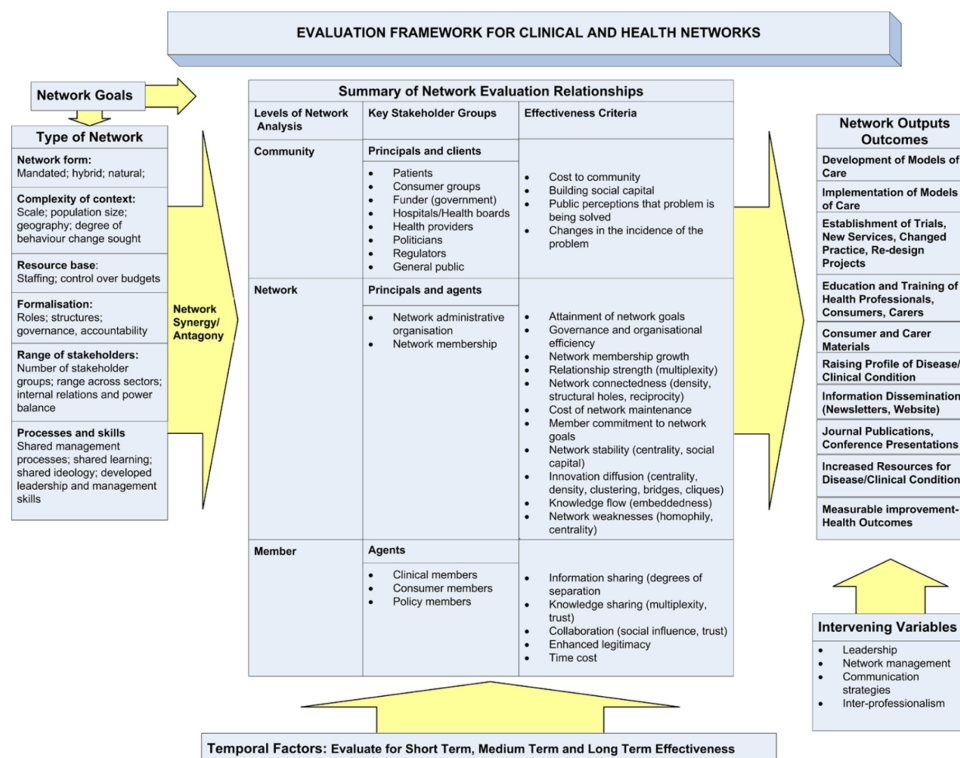 EVALUATION FRAMEWORK FOR CLINICAL AND HEALTH NETWORKS
Network Goals
Type of Network
Network form:
Mandated; hybrid; natural;
Complexity of context:
Scale; population size;
geography; degree of
behaviour change sought
Resource base:
Staffing; control over budgets
Formalisation:
Roles; structures;
governance, accountability
Range of stakeholders:
Number of stakeholder
groups; range across sectors;
internal relations and power
balance
Processes and skills
Shared management
processes; shared learning;
shared ideology; developed
leadership and management
skills
Network
Synergy/
Antagony
Summary of Network Evaluation Relationships
Levels of Network
Analysis
Key Stakeholder Groups
Effectiveness Criteria
Community
Principals and clients
• Patients
• Consumer groups
• Funder (government)
• Hospitals/Health boards
• Health providers
• Politicians
• Regulators
• General public
• Cost to community
• Building social capital
• Public perceptions that problem is
being solved
• Changes in the incidence of the
problem
Network
Principals and agents
• Network administrative
organisation
• Network membership
• Attainment of network goals
• Governance and organisational
efficiency
• Network membership growth
• Relationship strength (multiplexity)
• Network connectedness (density,
structural holes, reciprocity)
• Cost of network maintenance
• Member commitment to network
goals
• Network stability (centrality, social
capital)
• Innovation diffusion (centrality,
density, clustering, bridges, cliques)
• Knowledge flow (embeddedness)
• Network weaknesses (homophily,
centrality)
Member
Agents
• Clinical members
• Consumer members
• Policy members
• Information sharing (degrees of
separation
• Knowledge sharing (multiplexity,
trust)
• Collaboration (social influence, trust)
• Enhanced legitimacy
• Time cost
Network Outputs
Outcomes
Development of Models of
Care
Implementation of Models
of Care
Establishment of Trials,
New Services, Changed
Practice, Re-design
Projects
Education and Training of
Health Professionals,
Consumers, Carers
Consumer and Carer
Materials
Raising Profile of Disease/
Clinical Condition
Information Dissemination
(Newsletters, Website)
Journal Publications,
Conference Presentations
Increased Resources for
Disease/Clinical Condition
Measurable improvement-
Health Outcomes
Intervening Variables
• Leadership
• Network management
• Communication
strategies
• Inter-professionalism
Temporal Factors: Evaluate for Short Term, Medium Term and Long Term Effectiveness